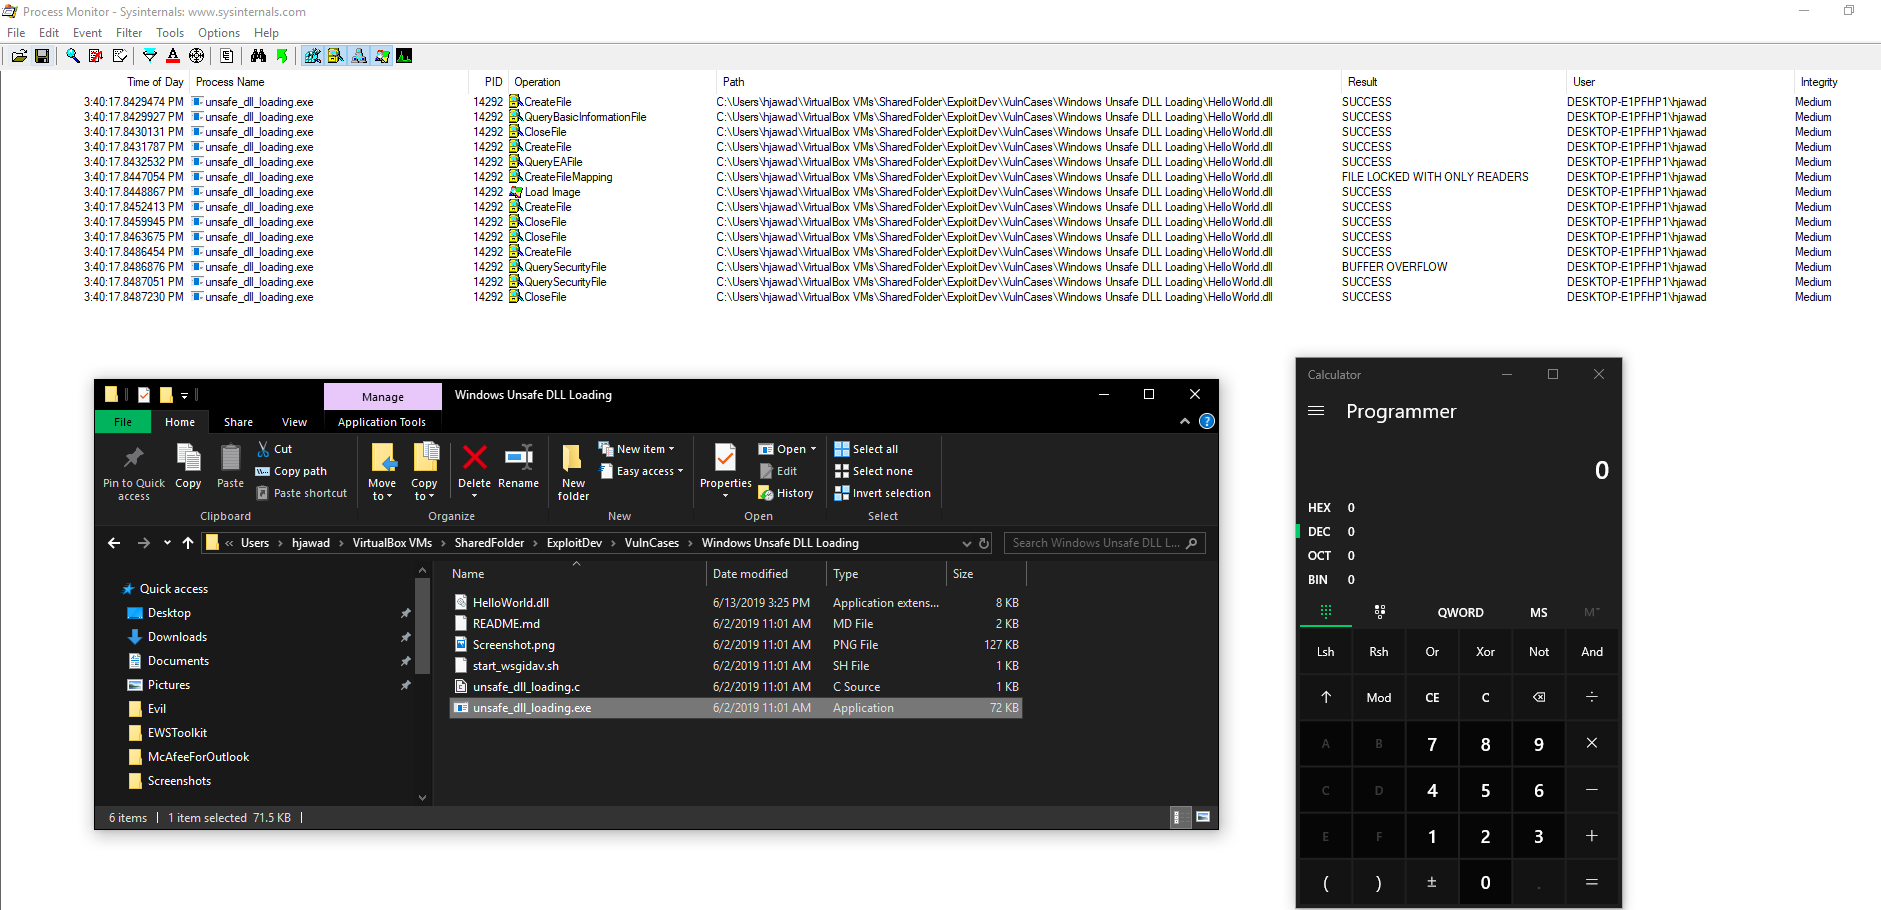 Process Monitor - Sysinternals: www.sysinternals.com
File Edit Event Filter Tools Options Help
Time of Day Process Name PID Operation Path Result User Integrity
3:40:17.8429474 PM unsafe_dll_loading.exe 14292 CreateFile C:\Users\hjawad\VirtualBox VMs\SharedFolder\ExploitDev\VulnCases\Windows Unsafe DLL Loading\HelloWorld.dll SUCCESS DESKTOP-E1PFHP1\hjawad Medium
3:40:17.8429927 PM unsafe_dll_loading.exe 14292 QueryBasicInformationFile C:\Users\hjawad\VirtualBox VMs\SharedFolder\ExploitDev\VulnCases\Windows Unsafe DLL Loading\HelloWorld.dll SUCCESS DESKTOP-E1PFHP1\hjawad Medium
3:40:17.8430131 PM unsafe_dll_loading.exe 14292 CloseFile C:\Users\hjawad\VirtualBox VMs\SharedFolder\ExploitDev\VulnCases\Windows Unsafe DLL Loading\HelloWorld.dll SUCCESS DESKTOP-E1PFHP1\hjawad Medium
3:40:17.8431787 PM unsafe_dll_loading.exe 14292 CreateFile C:\Users\hjawad\VirtualBox VMs\SharedFolder\ExploitDev\VulnCases\Windows Unsafe DLL Loading\HelloWorld.dll SUCCESS DESKTOP-E1PFHP1\hjawad Medium
3:40:17.8432532 PM unsafe_dll_loading.exe 14292 QueryEAFile C:\Users\hjawad\VirtualBox VMs\SharedFolder\ExploitDev\VulnCases\Windows Unsafe DLL Loading\HelloWorld.dll SUCCESS DESKTOP-E1PFHP1\hjawad Medium
3:40:17.8447054 PM unsafe_dll_loading.exe 14292 CreateFileMapping C:\Users\hjawad\VirtualBox VMs\SharedFolder\ExploitDev\VulnCases\Windows Unsafe DLL Loading\HelloWorld.dll FILE LOCKED WITH ONLY READERS DESKTOP-E1PFHP1\hjawad Medium
3:40:17.8448867 PM unsafe_dll_loading.exe 14292 Load Image C:\Users\hjawad\VirtualBox VMs\SharedFolder\ExploitDev\VulnCases\Windows Unsafe DLL Loading\HelloWorld.dll SUCCESS DESKTOP-E1PFHP1\hjawad Medium
3:40:17.8452413 PM unsafe_dll_loading.exe 14292 CreateFile C:\Users\hjawad\VirtualBox VMs\SharedFolder\ExploitDev\VulnCases\Windows Unsafe DLL Loading\HelloWorld.dll SUCCESS DESKTOP-E1PFHP1\hjawad Medium
3:40:17.8459945 PM unsafe_dll_loading.exe 14292 CloseFile C:\Users\hjawad\VirtualBox VMs\SharedFolder\ExploitDev\VulnCases\Windows Unsafe DLL Loading\HelloWorld.dll SUCCESS DESKTOP-E1PFHP1\hjawad Medium
3:40:17.8463675 PM unsafe_dll_loading.exe 14292 CloseFile C:\Users\hjawad\VirtualBox VMs\SharedFolder\ExploitDev\VulnCases\Windows Unsafe DLL Loading\HelloWorld.dll SUCCESS DESKTOP-E1PFHP1\hjawad Medium
3:40:17.8486454 PM unsafe_dll_loading.exe 14292 CreateFile C:\Users\hjawad\VirtualBox VMs\SharedFolder\ExploitDev\VulnCases\Windows Unsafe DLL Loading\HelloWorld.dll SUCCESS DESKTOP-E1PFHP1\hjawad Medium
3:40:17.8486876 PM unsafe_dll_loading.exe 14292 QuerySecurityFile C:\Users\hjawad\VirtualBox VMs\SharedFolder\ExploitDev\VulnCases\Windows Unsafe DLL Loading\HelloWorld.dll BUFFER OVERFLOW DESKTOP-E1PFHP1\hjawad Medium
3:40:17.8487051 PM unsafe_dll_loading.exe 14292 QuerySecurityFile C:\Users\hjawad\VirtualBox VMs\SharedFolder\ExploitDev\VulnCases\Windows Unsafe DLL Loading\HelloWorld.dll SUCCESS DESKTOP-E1PFHP1\hjawad Medium
3:40:17.8487230 PM unsafe_dll_loading.exe 14292 CloseFile C:\Users\hjawad\VirtualBox VMs\SharedFolder\ExploitDev\VulnCases\Windows Unsafe DLL Loading\HelloWorld.dll SUCCESS DESKTOP-E1PFHP1\hjawad Medium
Manage Windows Unsafe DLL Loading
File Home Share View Application Tools
Pin to Quick access
Copy
Paste
Cut
Copy path
Paste shortcut
Clipboard
Move to
Copy to
Delete
Rename
Organize
New folder
New item
Easy access
New
Properties
Open
Edit
History
Open
Select all
Select none
Invert selection
Select
« Users > hjawad > VirtualBox VMs > SharedFolder > ExploitDev > VulnCases > Windows Unsafe DLL Loading
Search Windows Unsafe DLL L...
Quick access
Desktop
Downloads
Documents
Pictures
Evil
EWSToolkit
McAfeeForOutlook
Screenshots
Name Date modified Type Size
HelloWorld.dll 6/13/2019 3:25 PM Application extens... 8 KB
README.md 6/2/2019 11:01 AM MD File 2 KB
Screenshot.png 6/2/2019 11:01 AM PNG File 127 KB
start_wsgidav.sh 6/2/2019 11:01 AM SH File 1 KB
unsafe_dll_loading.c 6/2/2019 11:01 AM C Source 1 KB
unsafe_dll_loading.exe 6/2/2019 11:01 AM Application 72 KB
6 items 1 item selected 71.5 KB
Calculator
Programmer
0
HEX 0
DEC 0
OCT 0
BIN 0
QWORD MS M
Lsh Rsh Or Xor Not And
↑ Mod CE C ⌫ ÷
A B 7 8 9 ×
C D 4 5 6 −
E F 1 2 3 +
( ) ± 0 . =